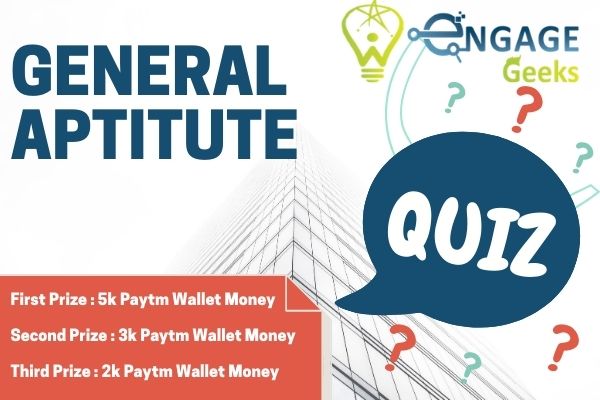 GENERAL
APTITUTE
ENGAGE
Geeks
QUIZ
First Prize : 5k Paytm Wallet Money
Second Prize : 3k Paytm Wallet Money
Third Prize : 2k Paytm Wallet Money